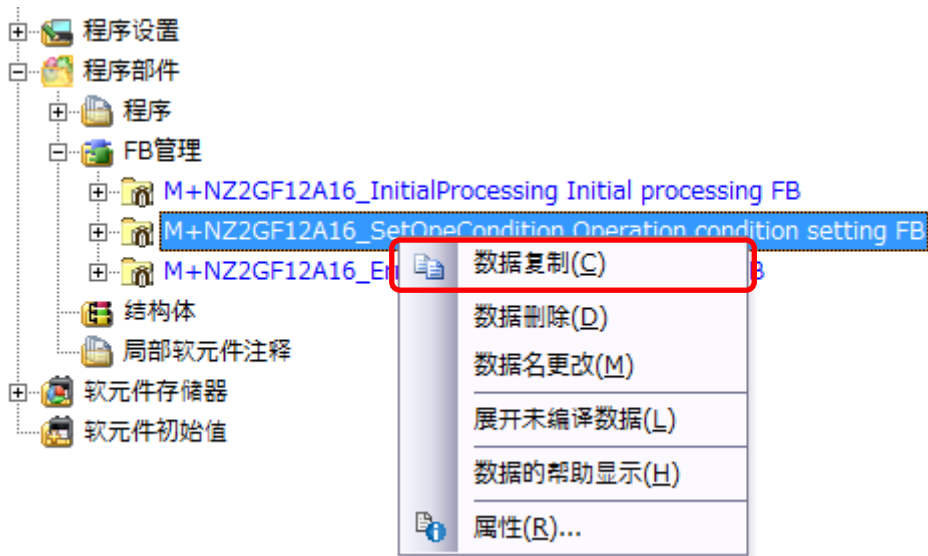 程序设置
程序部件
程序
FB管理
M+NZ2GF12A16_InitialProcessing Initial processing FB
M+NZ2GF12A16_SetOpeCondition Operation condition setting FB
M+NZ2GF12A16_Er
结构体
局部软元件注释
软元件存储器
软元件初始值
数据复制(C)
数据删除(D)
数据名更改(M)
展开未编译数据(L)
数据的帮助显示(H)
属性(R)...